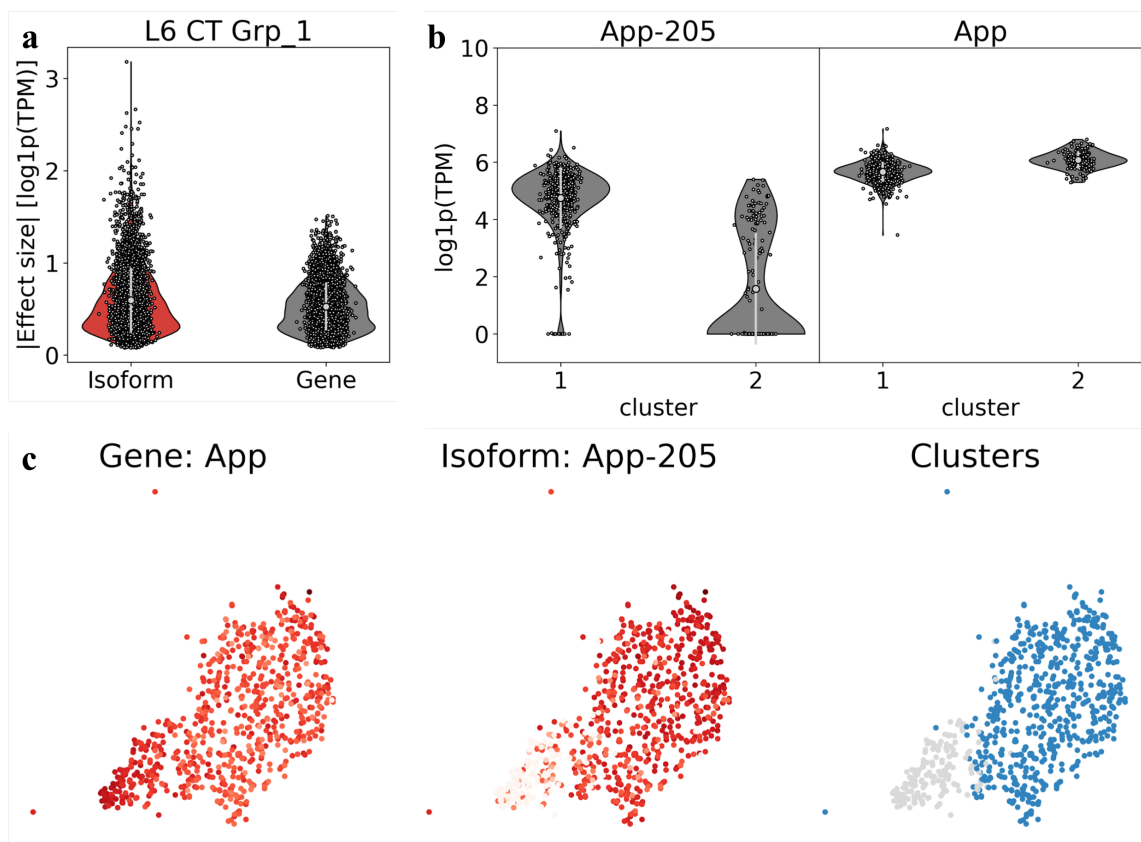 a
L6 CT Grp_1
|Effect size| [log1p(TPM)]
3
2
1
0
Isoform
Gene
b
App-205
App
log1p(TPM)
10
8
6
4
2
0
1
2
1
2
cluster
cluster
c
Gene: App
Isoform: App-205
Clusters